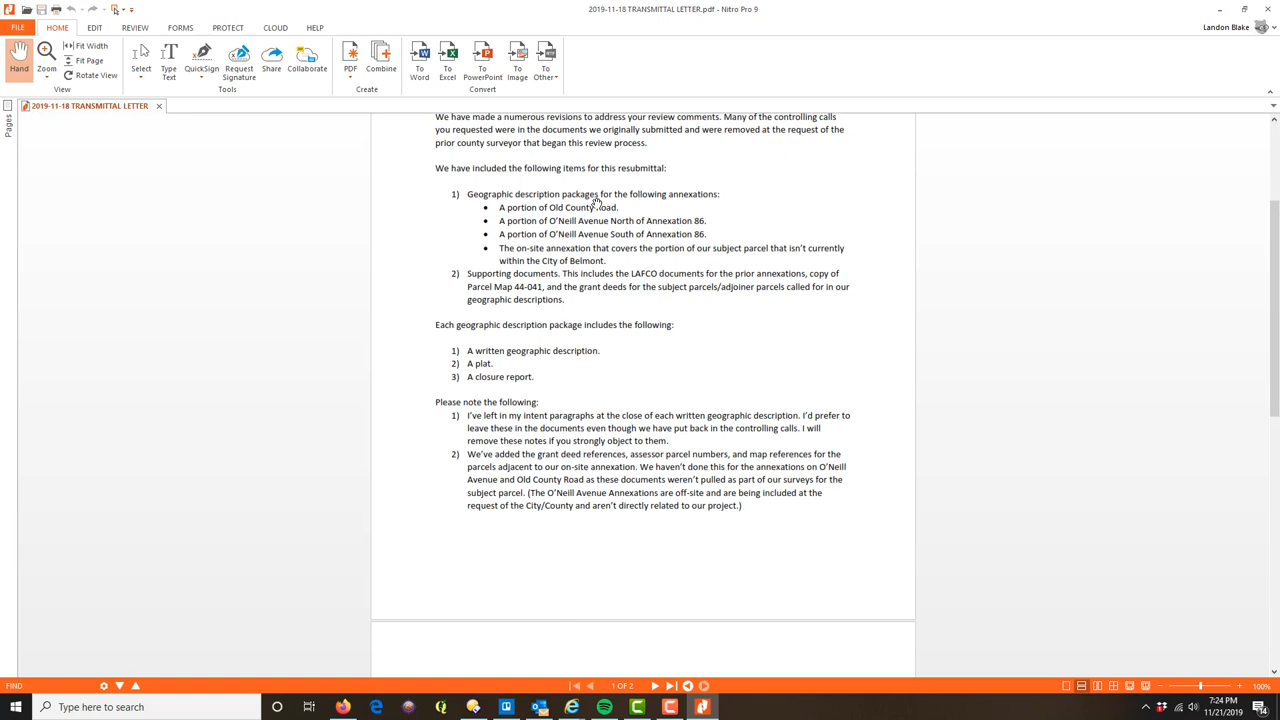 2019-11-18 TRANSMITTAL LETTER.pdf - Nitro Pro 9
FILE HOME EDIT REVIEW FORMS PROTECT CLOUD HELP Landon Blake
Hand Zoom Fit Width Fit Page Rotate View Select Type Text QuickSign Request Signature Share Collaborate PDF Combine To Word To Excel To PowerPoint To Image To Other
View Tools Create Convert
2019-11-18 TRANSMITTAL LETTER
Pages
We have made a numerous revisions to address your review comments. Many of the controlling calls
you requested were in the documents we originally submitted and were removed at the request of the
prior county surveyor that began this review process.
We have included the following items for this resubmittal:
1) Geographic description packages for the following annexations:
• A portion of Old County Road.
• A portion of O'Neill Avenue North of Annexation 86.
• A portion of O'Neill Avenue South of Annexation 86.
• The on-site annexation that covers the portion of our subject parcel that isn't currently
within the City of Belmont.
2) Supporting documents. This includes the LAFCO documents for the prior annexations, copy of
Parcel Map 44-041, and the grant deeds for the subject parcels/adjoiner parcels called for in our
geographic descriptions.
Each geographic description package includes the following:
1) A written geographic description.
2) A plat.
3) A closure report.
Please note the following:
1) I've left in my intent paragraphs at the close of each written geographic description. I'd prefer to
leave these in the documents even though we have put back in the controlling calls. I will
remove these notes if you strongly object to them.
2) We've added the grant deed references, assessor parcel numbers, and map references for the
parcels adjacent to our on-site annexation. We haven't done this for the annexations on O'Neill
Avenue and Old County Road as these documents weren't pulled as part of our surveys for the
subject parcel. (The O'Neill Avenue Annexations are off-site and are being included at the
request of the City/County and aren't directly related to our project.)
FIND 1 OF 2 100%
Type here to search
7:24 PM
11/21/2019
14